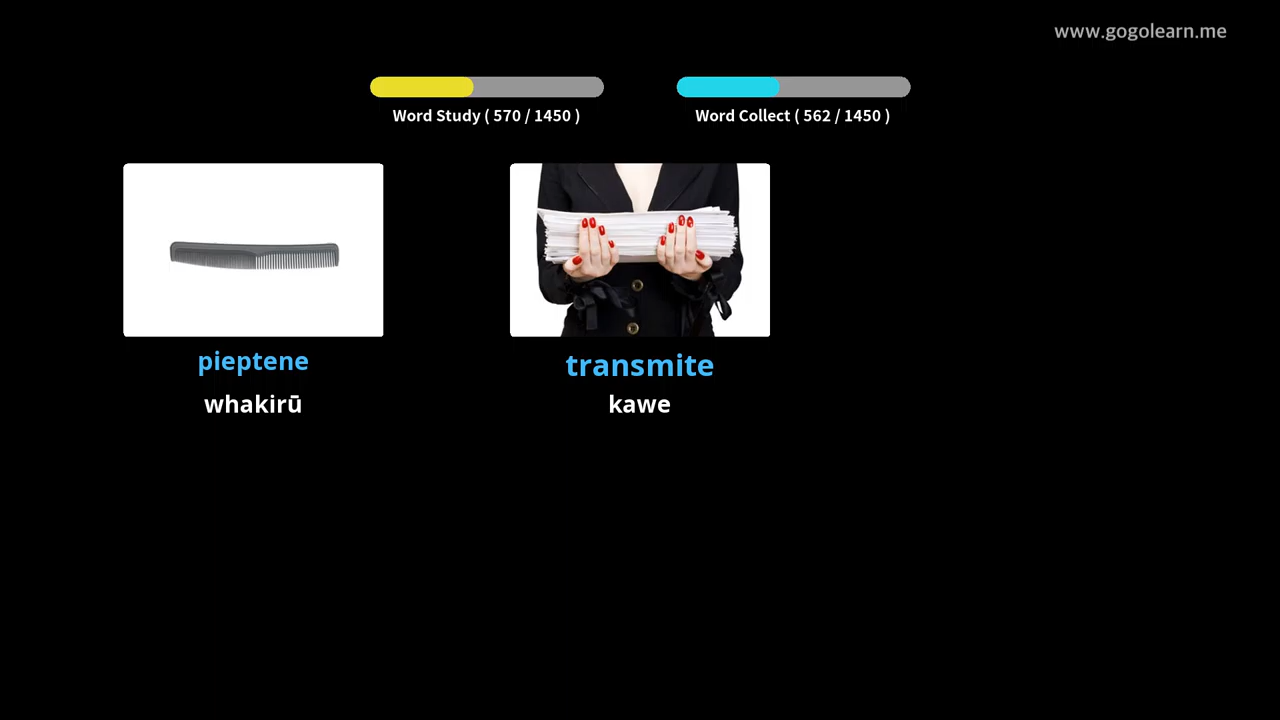 www.gogolearn.me
Word Study ( 570 / 1450 )
Word Collect ( 562 / 1450 )
pieptene
whakirū
transmite
kawe